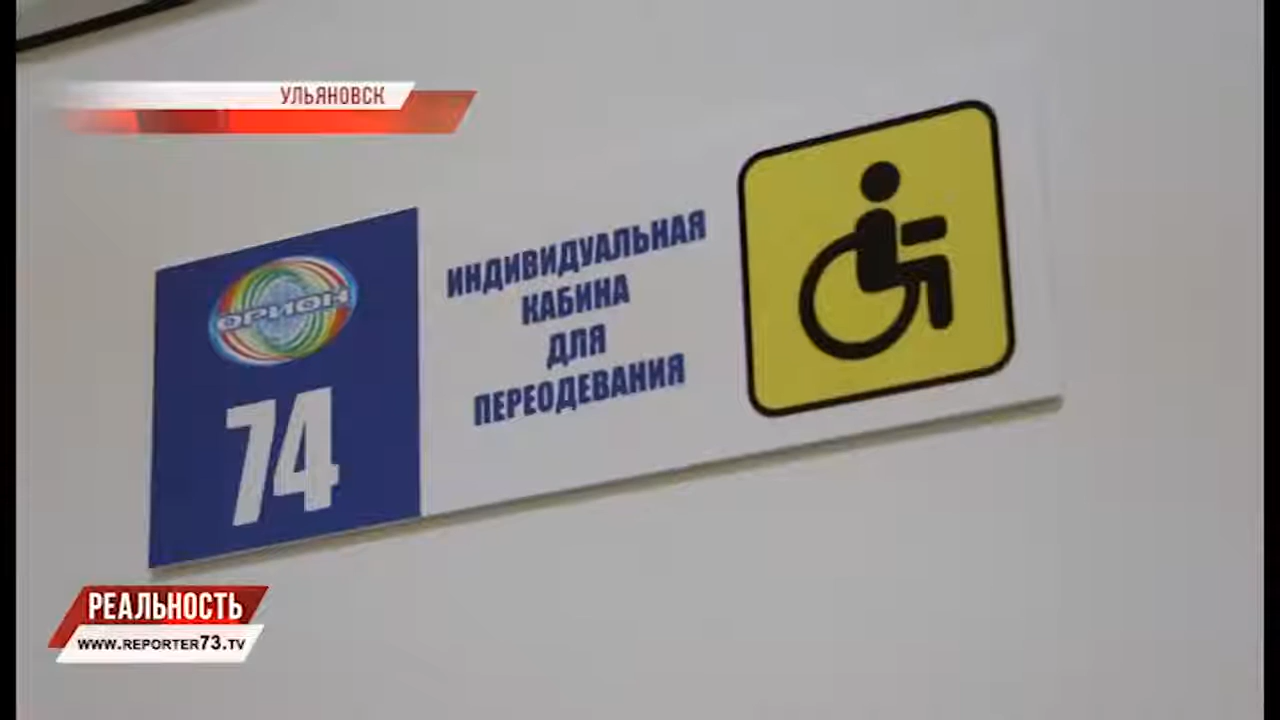 УЛЬЯНОВСК
ОРИОН
74
ИНДИВИДУАЛЬНАЯ
КАБИНА
ДЛЯ
ПЕРЕОДЕВАНИЯ
РЕАЛЬНОСТЬ
WWW.REPORTER73.TV